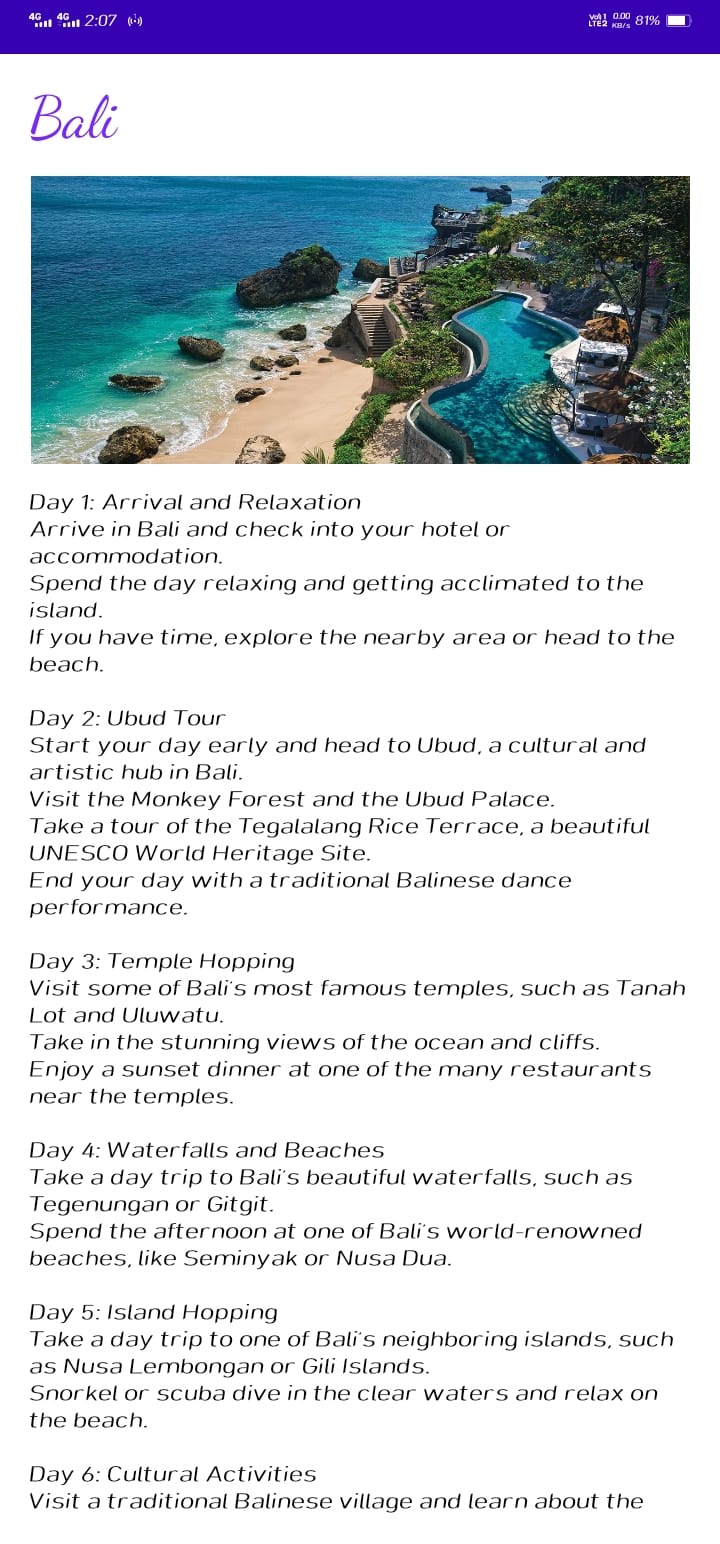 4G 4G 2:07 Vo) 1 LTE2 0.00 KB/s 81%
Bali
Day 1: Arrival and Relaxation
Arrive in Bali and check into your hotel or
accommodation.
Spend the day relaxing and getting acclimated to the
island.
If you have time, explore the nearby area or head to the
beach.
Day 2: Ubud Tour
Start your day early and head to Ubud, a cultural and
artistic hub in Bali.
Visit the Monkey Forest and the Ubud Palace.
Take a tour of the Tegalalang Rice Terrace, a beautiful
UNESCO World Heritage Site.
End your day with a traditional Balinese dance
performance.
Day 3: Temple Hopping
Visit some of Bali's most famous temples, such as Tanah
Lot and Uluwatu.
Take in the stunning views of the ocean and cliffs.
Enjoy a sunset dinner at one of the many restaurants
near the temples.
Day 4: Waterfalls and Beaches
Take a day trip to Bali's beautiful waterfalls, such as
Tegenungan or Gitgit.
Spend the afternoon at one of Bali's world-renowned
beaches, like Seminyak or Nusa Dua.
Day 5: Island Hopping
Take a day trip to one of Bali's neighboring islands, such
as Nusa Lembongan or Gili Islands.
Snorkel or scuba dive in the clear waters and relax on
the beach.
Day 6: Cultural Activities
Visit a traditional Balinese village and learn about the